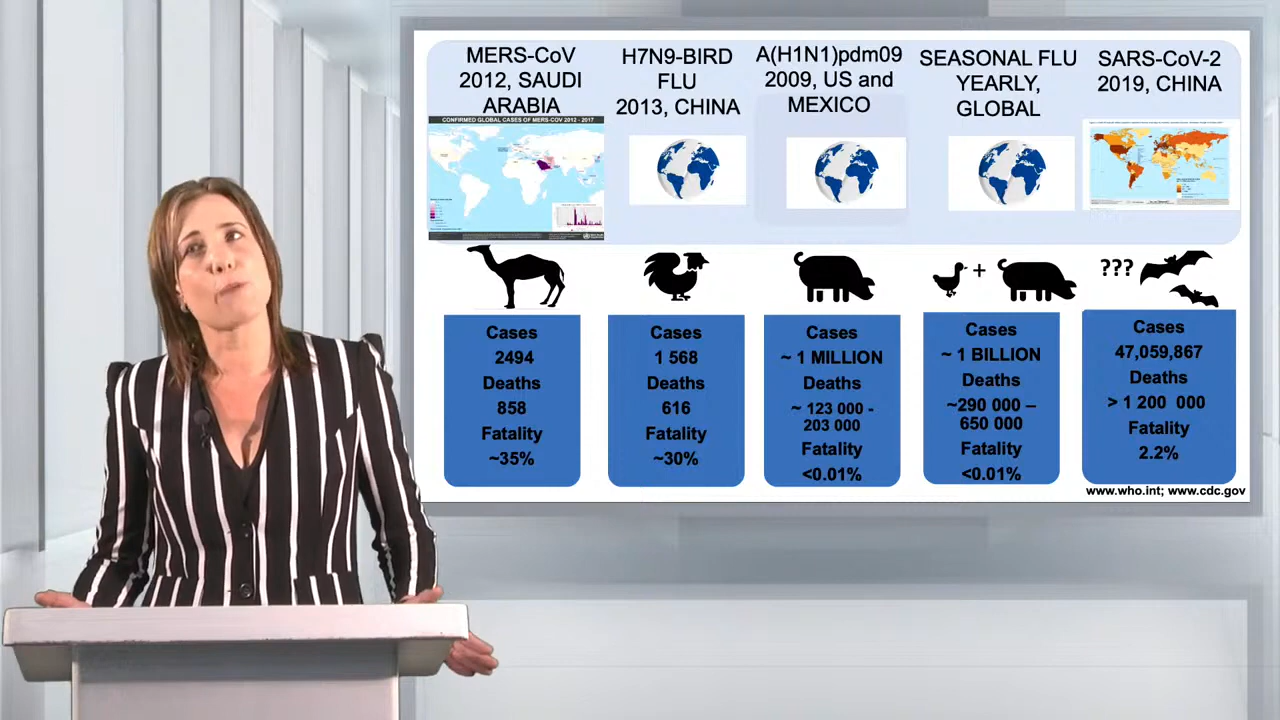 MERS-CoV
2012, SAUDI
ARABIA
CONFIRMED GLOBAL CASES OF MERS-COV 2012 - 2017
H7N9-BIRD
FLU
2013, CHINA
A(H1N1)pdm09
2009, US and
MEXICO
SEASONAL FLU
YEARLY,
GLOBAL
SARS-CoV-2
2019, CHINA
+
???
Cases
2494
Deaths
858
Fatality
~35%
Cases
1 568
Deaths
616
Fatality
~30%
Cases
~ 1 MILLION
Deaths
~ 123 000 -
203 000
Fatality
<0.01%
Cases
~ 1 BILLION
Deaths
~290 000 –
650 000
Fatality
<0.01%
Cases
47,059,867
Deaths
> 1 200  000
Fatality
2.2%
www.who.int; www.cdc.gov